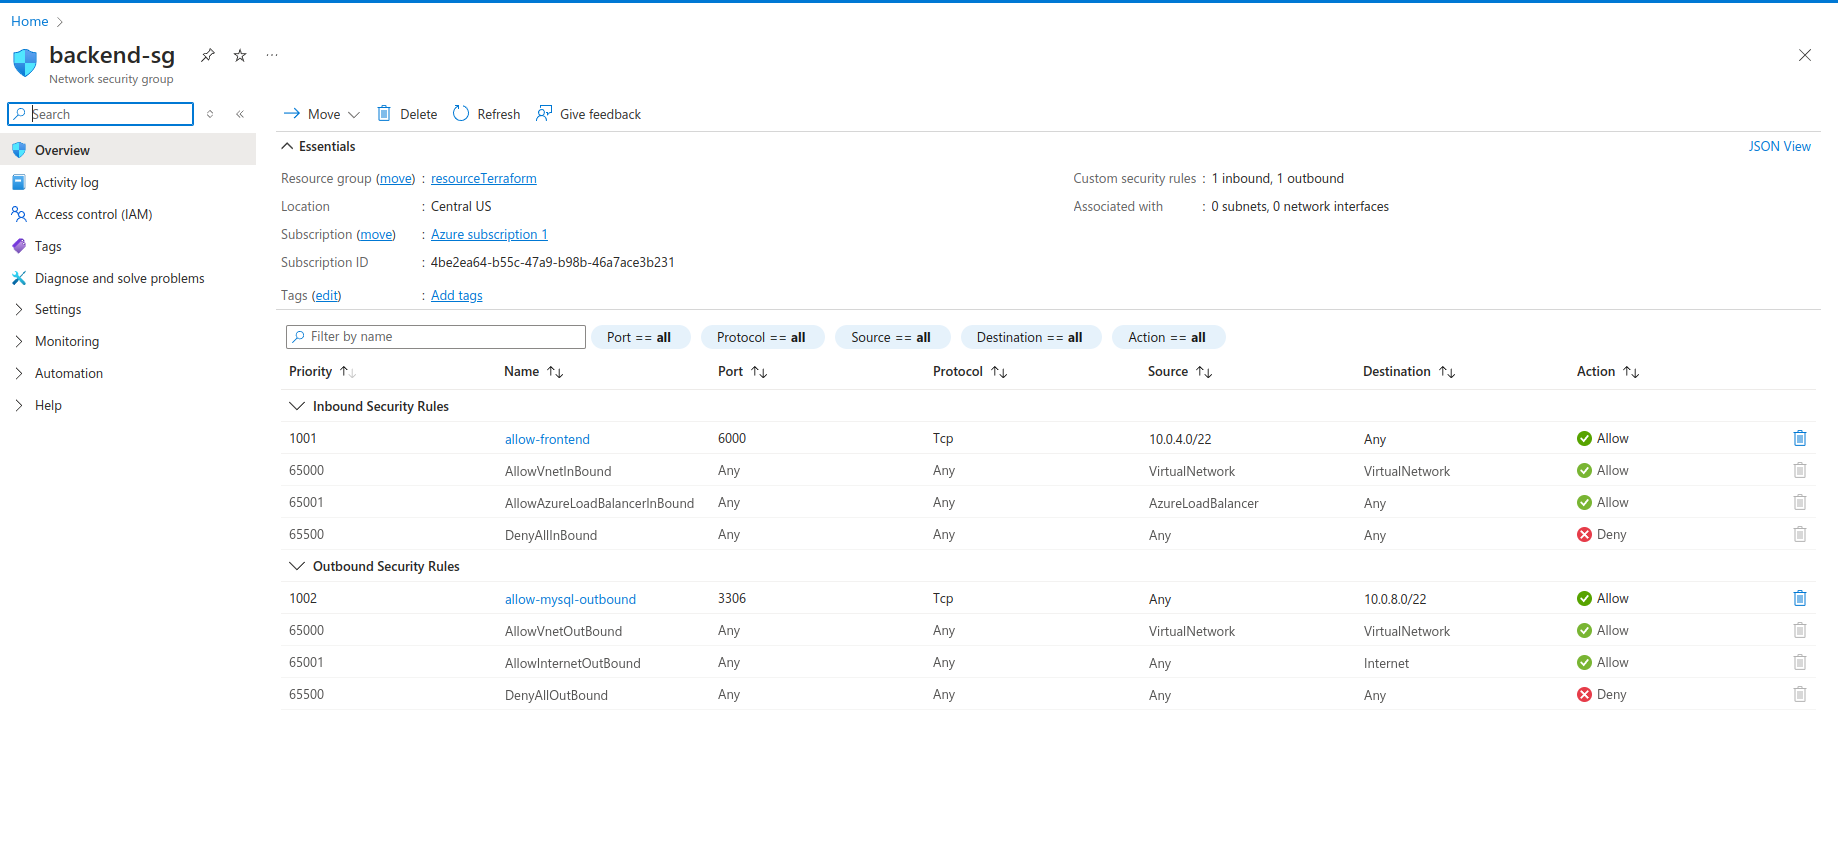 Home
backend-sg
Network security group
Search
Move Delete Refresh Give feedback
Overview
Activity log
Access control (IAM)
Tags
Diagnose and solve problems
Settings
Monitoring
Automation
Help
Essentials JSON View
Resource group (move) : resourceTerraform
Location : Central US
Subscription (move) : Azure subscription 1
Subscription ID : 4be2ea64-b55c-47a9-b98b-46a7ace3b231
Tags (edit) : Add tags
Custom security rules : 1 inbound, 1 outbound
Associated with : 0 subnets, 0 network interfaces
Filter by name Port == all Protocol == all Source == all Destination == all Action == all
Priority Name Port Protocol Source Destination Action
Inbound Security Rules
1001 allow-frontend 6000 Tcp 10.0.4.0/22 Any Allow
65000 AllowVnetInBound Any Any VirtualNetwork VirtualNetwork Allow
65001 AllowAzureLoadBalancerInBound Any Any AzureLoadBalancer Any Allow
65500 DenyAllInBound Any Any Any Any Deny
Outbound Security Rules
1002 allow-mysql-outbound 3306 Tcp Any 10.0.8.0/22 Allow
65000 AllowVnetOutBound Any Any VirtualNetwork VirtualNetwork Allow
65001 AllowInternetOutBound Any Any Any Internet Allow
65500 DenyAllOutBound Any Any Any Any Deny